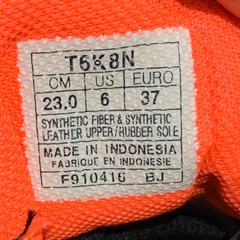 T6K8N
CM US EURO
23.0 6 37
SYNTHETIC FIBER & SYNTHETIC
LEATHER UPPER/RUBBER SOLE
MADE IN INDONESIA
FABRIQUE EN INDONESIE
F910416 BJ